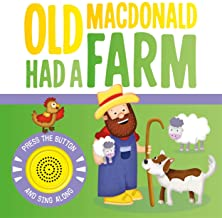 OLD MACDONALD
HAD A FARM
PRESS THE BUTTON
AND SING ALONG